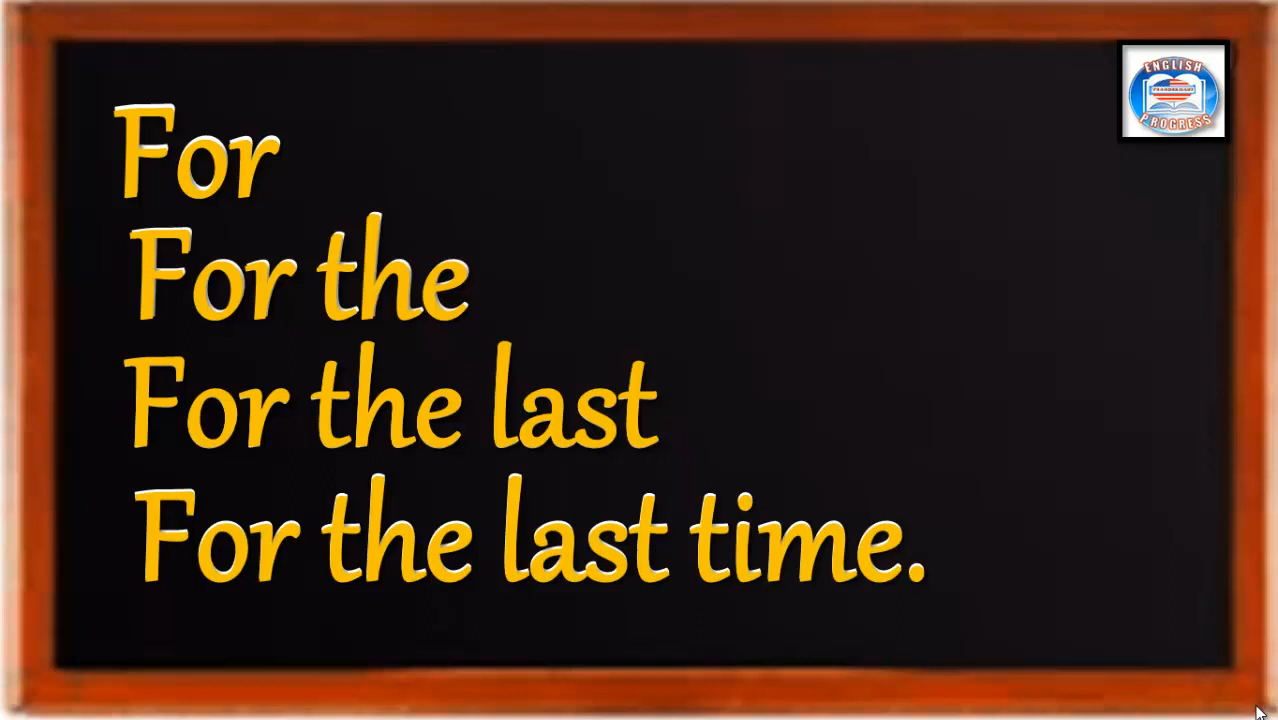 For
For the
For the last
For the last time.
ENGLISH
PROGRESS